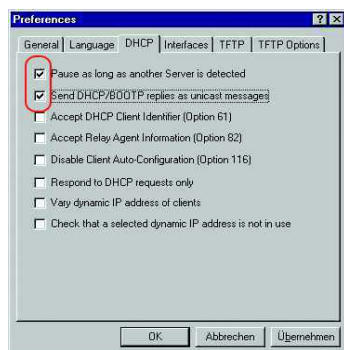 Preferences
General Language DHCP Interfaces TFTP TFTP Options
Pause as long as another Server is detected
Send DHCP/BOOTP replies as unicast messages
Accept DHCP Client Identifier (Option 61)
Accept Relay Agent Information (Option 82)
Disable Client Auto-Configuration (Option 116)
Respond to DHCP requests only
Vary dynamic IP address of clients
Check that a selected dynamic IP address is not in use
OK Abbrechen Übernehmen